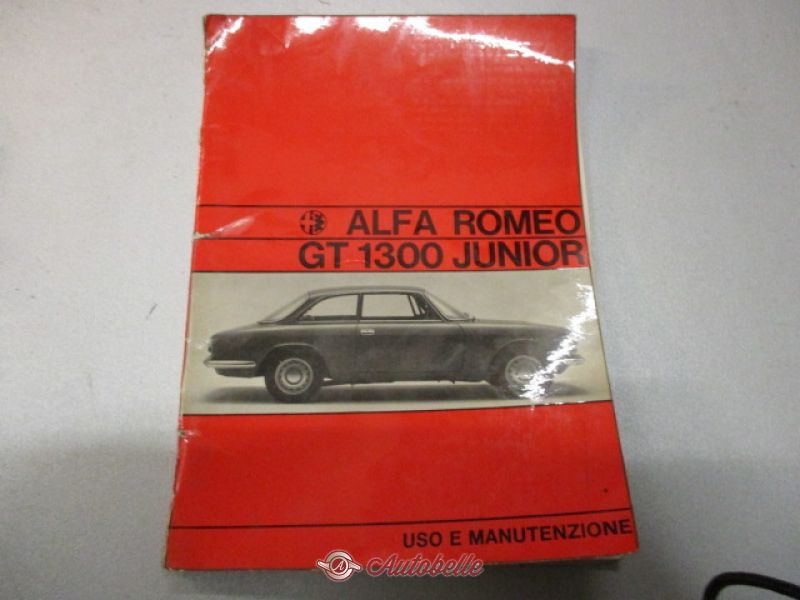 ALFA ROMEO
GT 1300 JUNIOR
USO E MANUTENZIONE
Autobelle